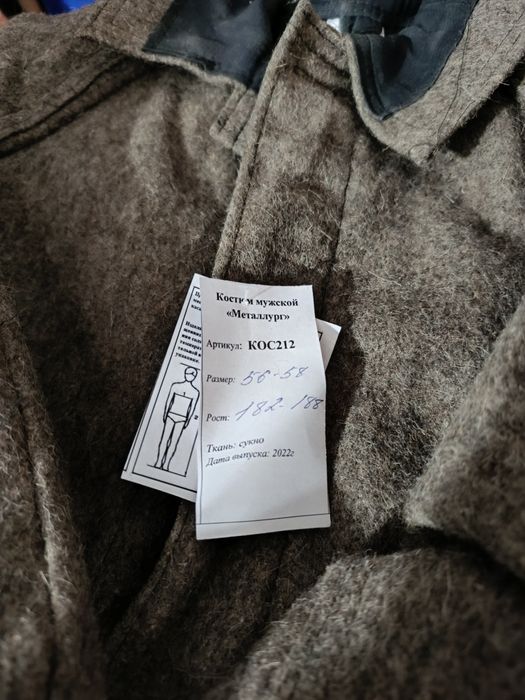 Костюм мужской
«Металлург»
Артикул: КОС212
Размер: 56-58
Рост: 182-188
Ткань: сукно
Дата выпуска: 2022г